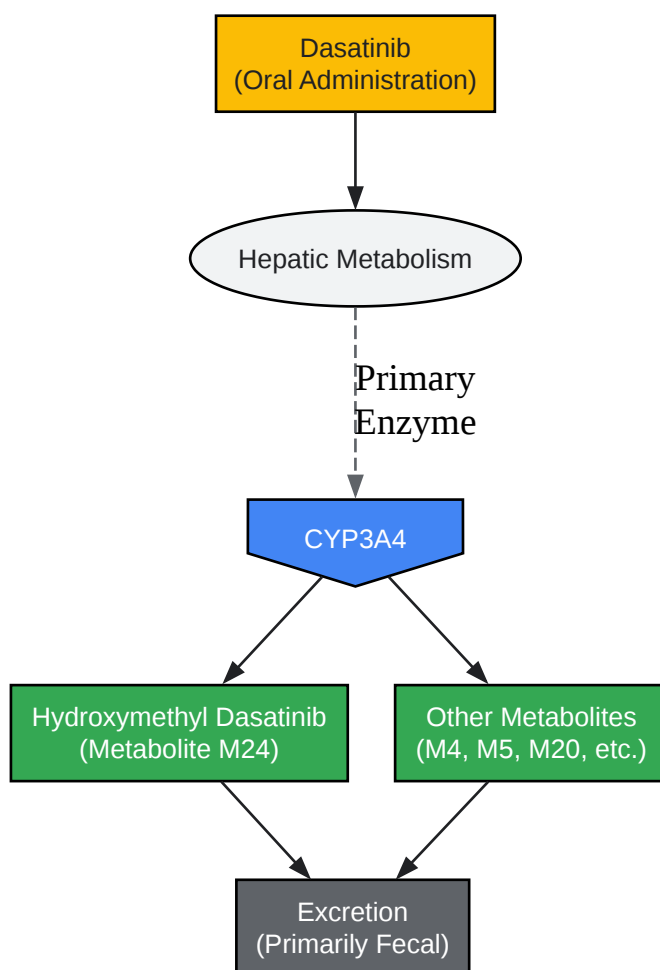 Dasatinib
(Oral Administration)
Hepatic Metabolism
Primary
Enzyme
CYP3A4
Hydroxymethyl Dasatinib
(Metabolite M24)
Other Metabolites
(M4, M5, M20, etc.)
Excretion
(Primarily Fecal)